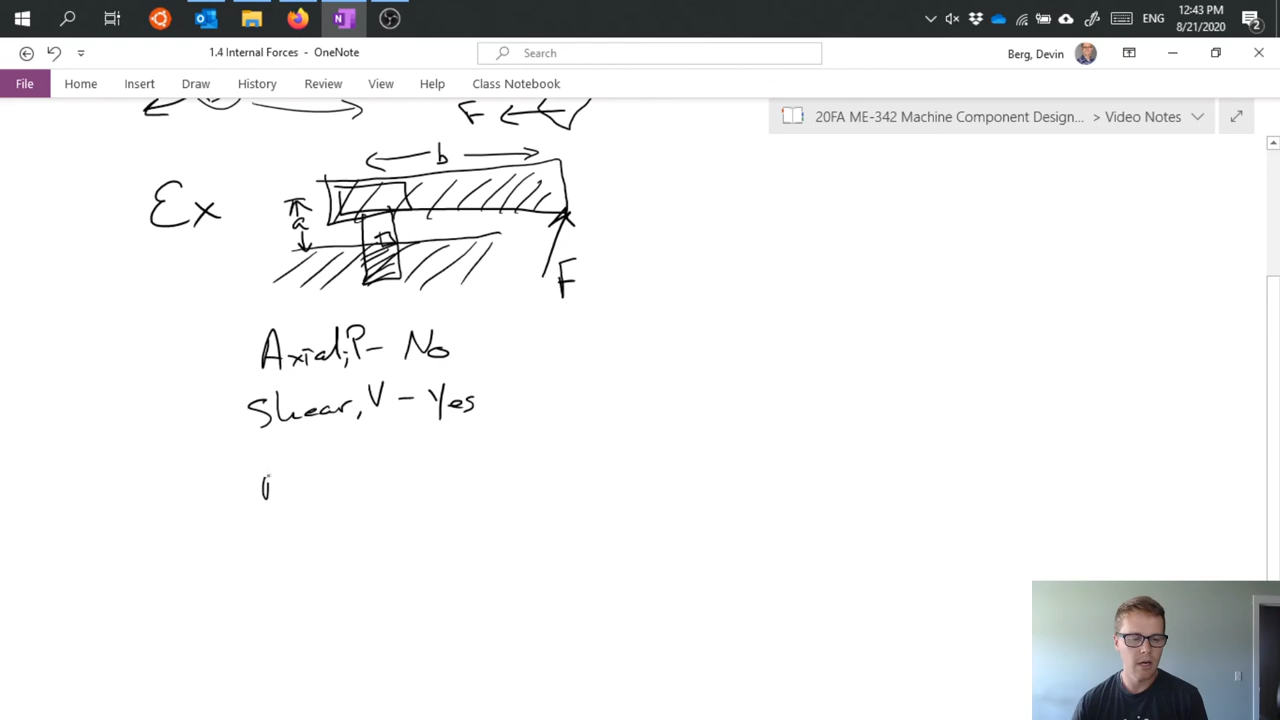 12:43 PM
ENG
8/21/2020
2
1.4 Internal Forces - OneNote
Search
Berg, Devin
File Home Insert Draw History Review View Help Class Notebook
20FA ME-342 Machine Component Design... > Video Notes
F
b
Ex
a
F
Axial, P - No
Shear, V - Yes